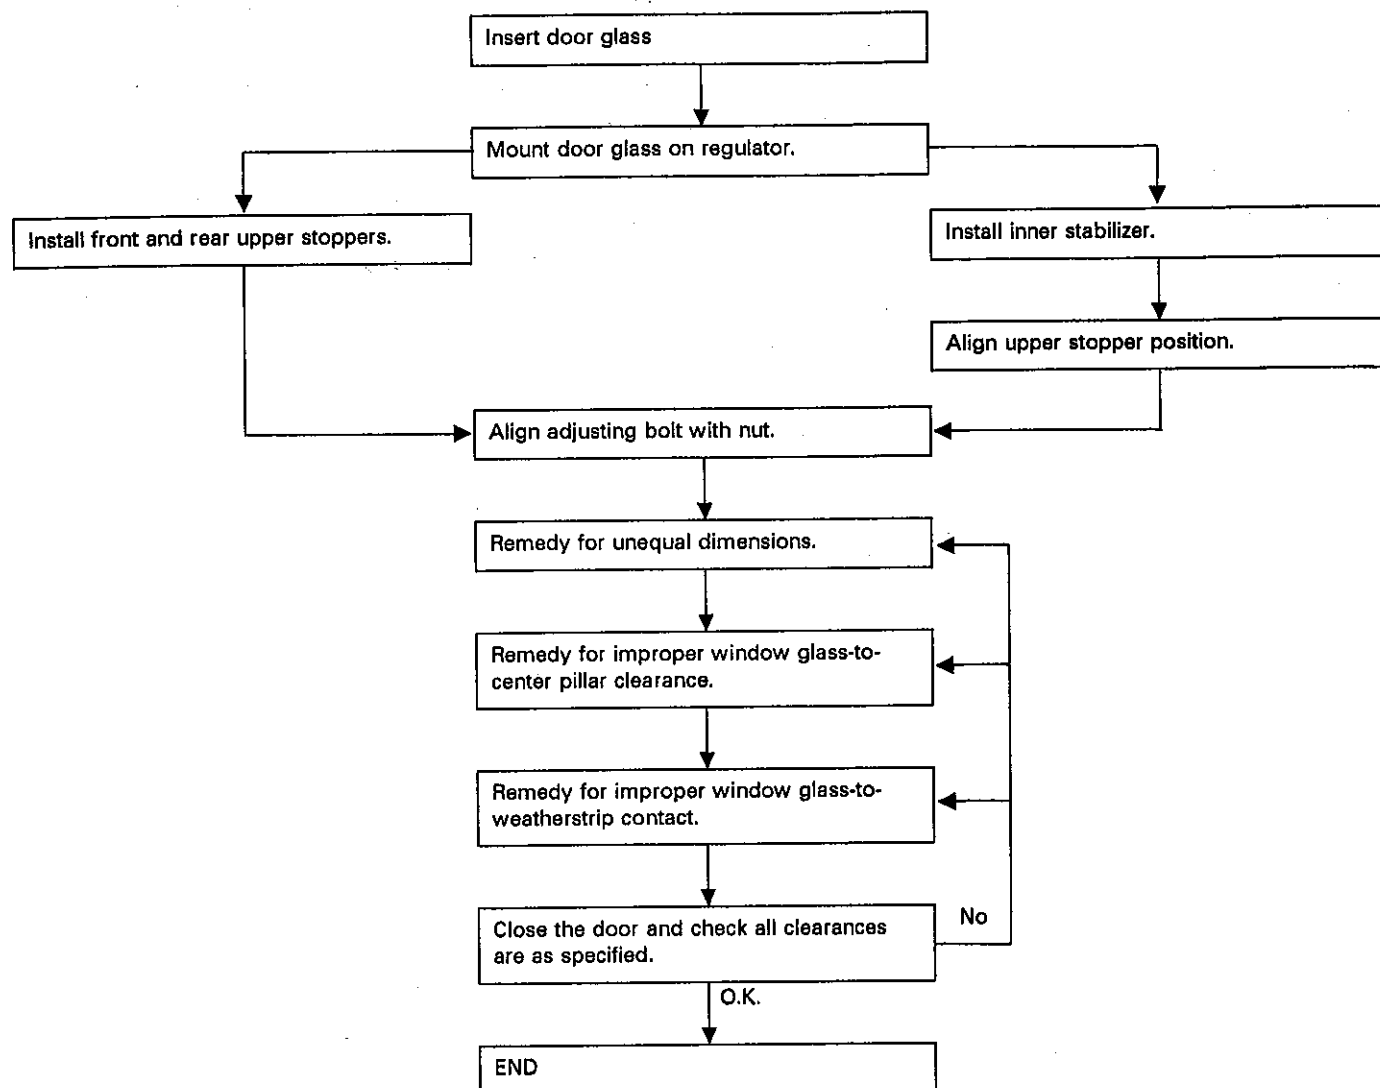 Insert door glass
Mount door glass on regulator.
Install front and rear upper stoppers.
Install inner stabilizer.
Align upper stopper position.
Align adjusting bolt with nut.
Remedy for unequal dimensions.
Remedy for improper window glass-to-
center pillar clearance.
Remedy for improper window glass-to-
weatherstrip contact.
Close the door and check all clearances
are as specified.
No
O.K.
END